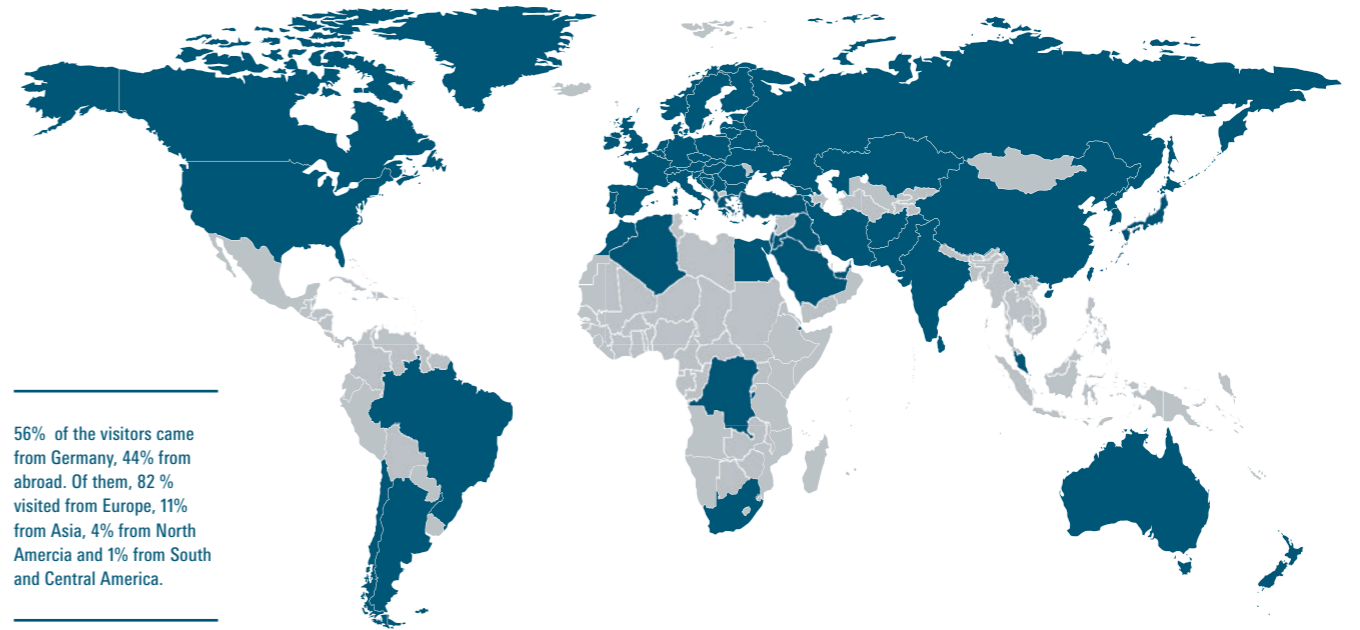 56% of the visitors came
from Germany, 44% from
abroad. Of them, 82 %
visited from Europe, 11%
from Asia, 4% from North
Amercia and 1% from South
and Central America.